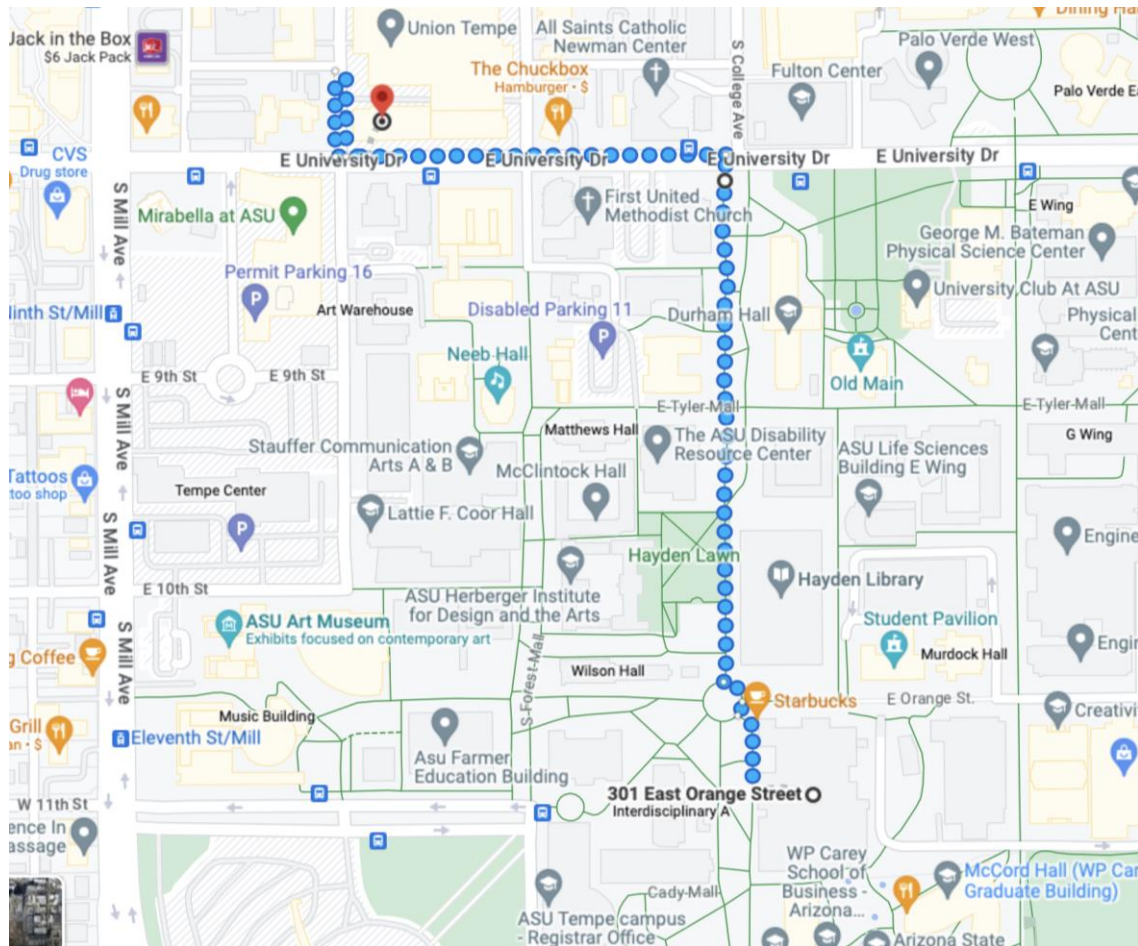 Dining Ha
Union Tempe
All Saints Catholic
Newman Center
Jack in the Box
$6 Jack Pack
Palo Verde West
The Chuckbox
Hamburger · $
Fulton Center
S College Ave
Palo Verde Ea
CVS
Drug store
E University Dr
E University Dr
E University Dr
E University Dr
S Mill Ave
Mirabella at ASU
First United
Methodist Church
E Wing
George M. Bateman
Physical Science Center
Permit Parking 16
University Club At ASU
Art Warehouse
Disabled Parking 11
Durham Hall
Physical
Cent
Ninth St/Mill
Neeb Hall
Old Main
E 9th St
E 9th St
S Mill Ave
E-Tyler-Mall
E-Tyler-Mall
Matthews Hall
The ASU Disability
Resource Center
G Wing
Stauffer Communication
Arts A & B
McClintock Hall
ASU Life Sciences
Building E Wing
Tattoos
too shop
Tempe Center
Lattie F. Coor Hall
S Mill Ave
Engine
Hayden Lawn
Hayden Library
E 10th St
ASU Herberger Institute
for Design and the Arts
ASU Art Museum
Exhibits focused on contemporary art
Student Pavilion
Engin
S Mill Ave
g Coffee
Murdock Hall
Wilson Hall
S-Forest-Mall
Starbucks
E Orange St.
Creativit
Music Building
Grill
an · $
Eleventh St/Mill
Asu Farmer
Education Building
301 East Orange Street
Interdisciplinary A
W 11th St
ence In
assage
WP Carey
School of
Business -
Arizona...
McCord Hall (WP Car
Graduate Building)
Cady-Mall
ASU Tempe campus
- Registrar Office
Arizona State